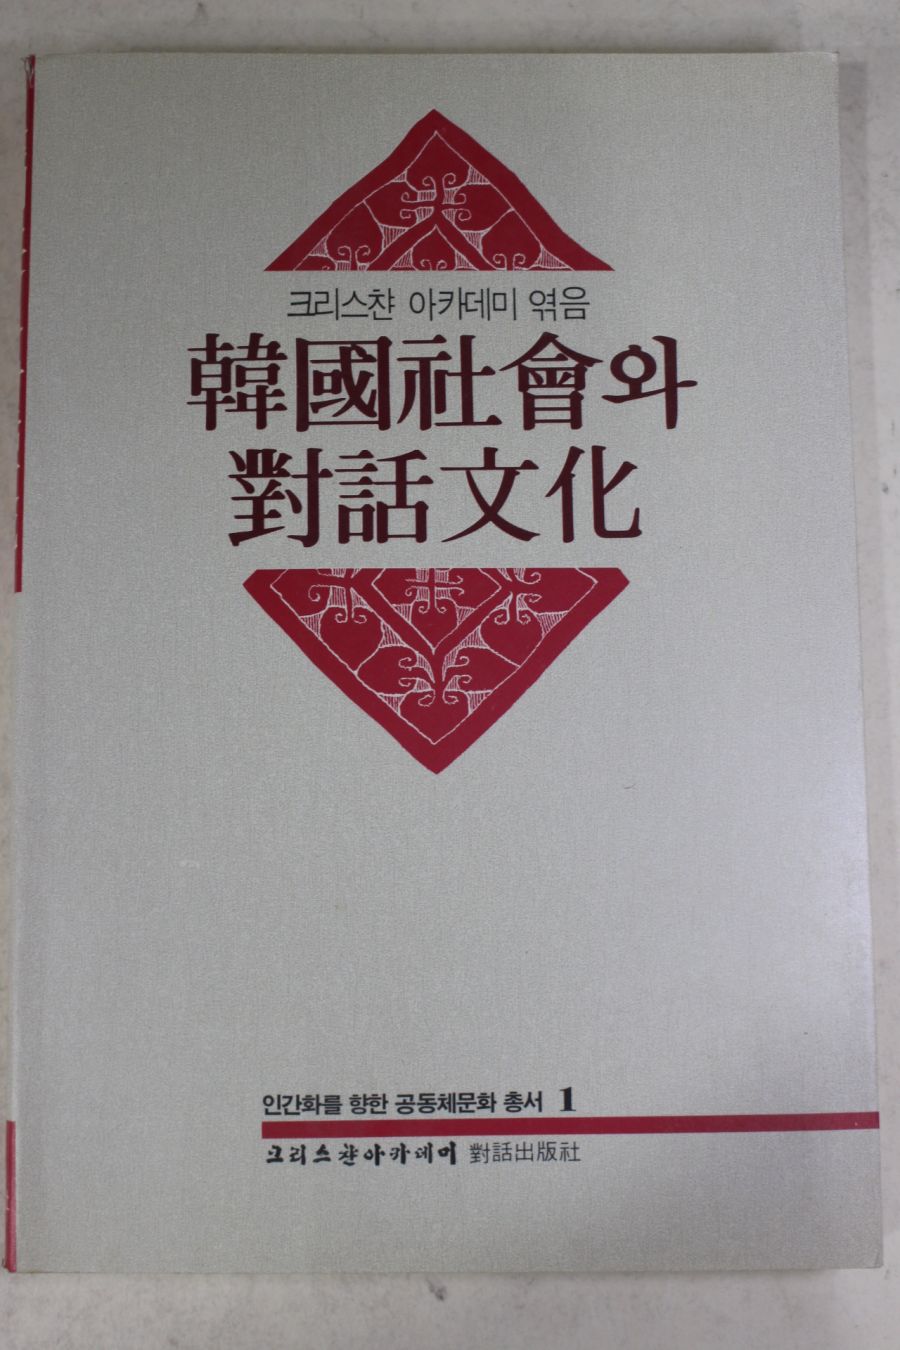 크리스챤 아카데미 엮음
韓國社會와
對話文化
인간화를 향한 공동체문화 총서 1
크리스챤아카데미 對話出版社